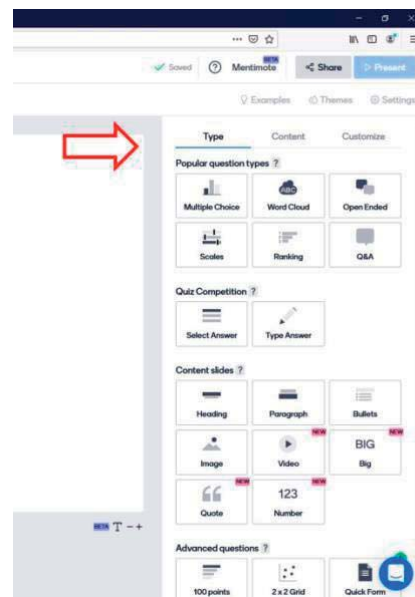 Saved ? Mentimote BETA Share Present
Examples Themes Settings
Type Content Customize
Popular question types ?
ABC
Multiple Choice Word Cloud Open Ended
Scales Ranking Q&A
Quiz Competition ?
Select Answer Type Answer
Content slides ?
Heading Paragraph Bullets
NEW NEW
BIG
Image Video Big
NEW NEW
123
Quote Number
BETA T - +
Advanced questions ?
100 points 2 x 2 Grid Quick Form